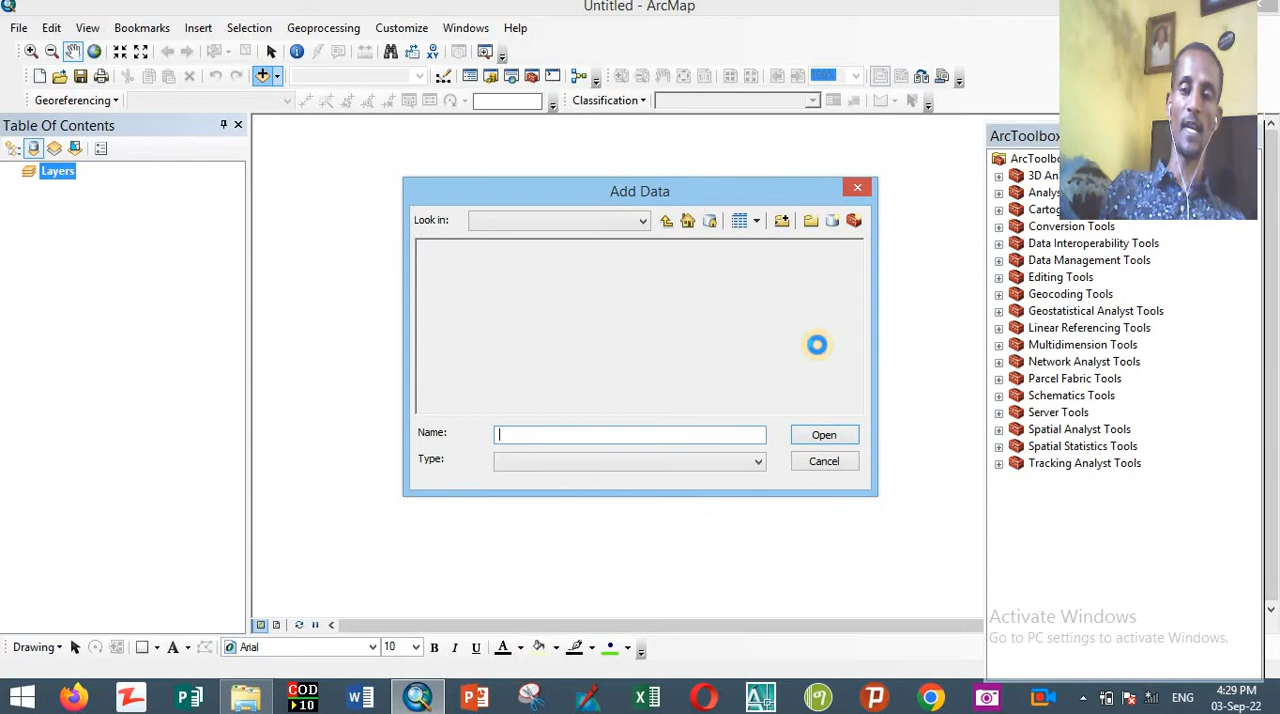 Untitled - ArcMap
File Edit View Bookmarks Insert Selection Geoprocessing Customize Windows Help
Georeferencing
Classification
Table Of Contents
Layers
Add Data
Look in:
Name:
Open
Type:
Cancel
ArcToolbox
ArcToolb
3D An
Analys
Cartog
Conversion Tools
Data Interoperability Tools
Data Management Tools
Editing Tools
Geocoding Tools
Geostatistical Analyst Tools
Linear Referencing Tools
Multidimension Tools
Network Analyst Tools
Parcel Fabric Tools
Schematics Tools
Server Tools
Spatial Analyst Tools
Spatial Statistics Tools
Tracking Analyst Tools
Activate Windows
Go to PC settings to activate Windows.
Drawing
A
Arial
10
B I U A
COD
10
ENG
4:29 PM
03-Sep-22